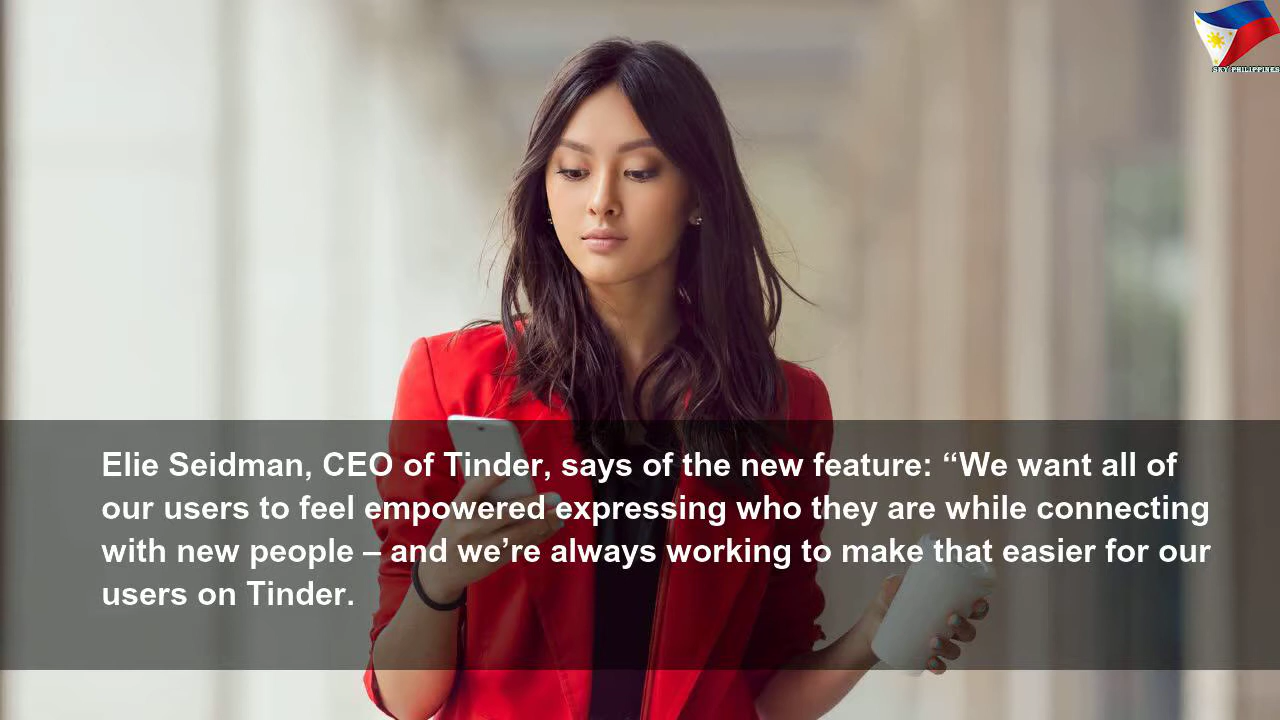 SKY PHILIPPINES
Elie Seidman, CEO of Tinder, says of the new feature: “We want all of
our users to feel empowered expressing who they are while connecting
with new people – and we’re always working to make that easier for our
users on Tinder.